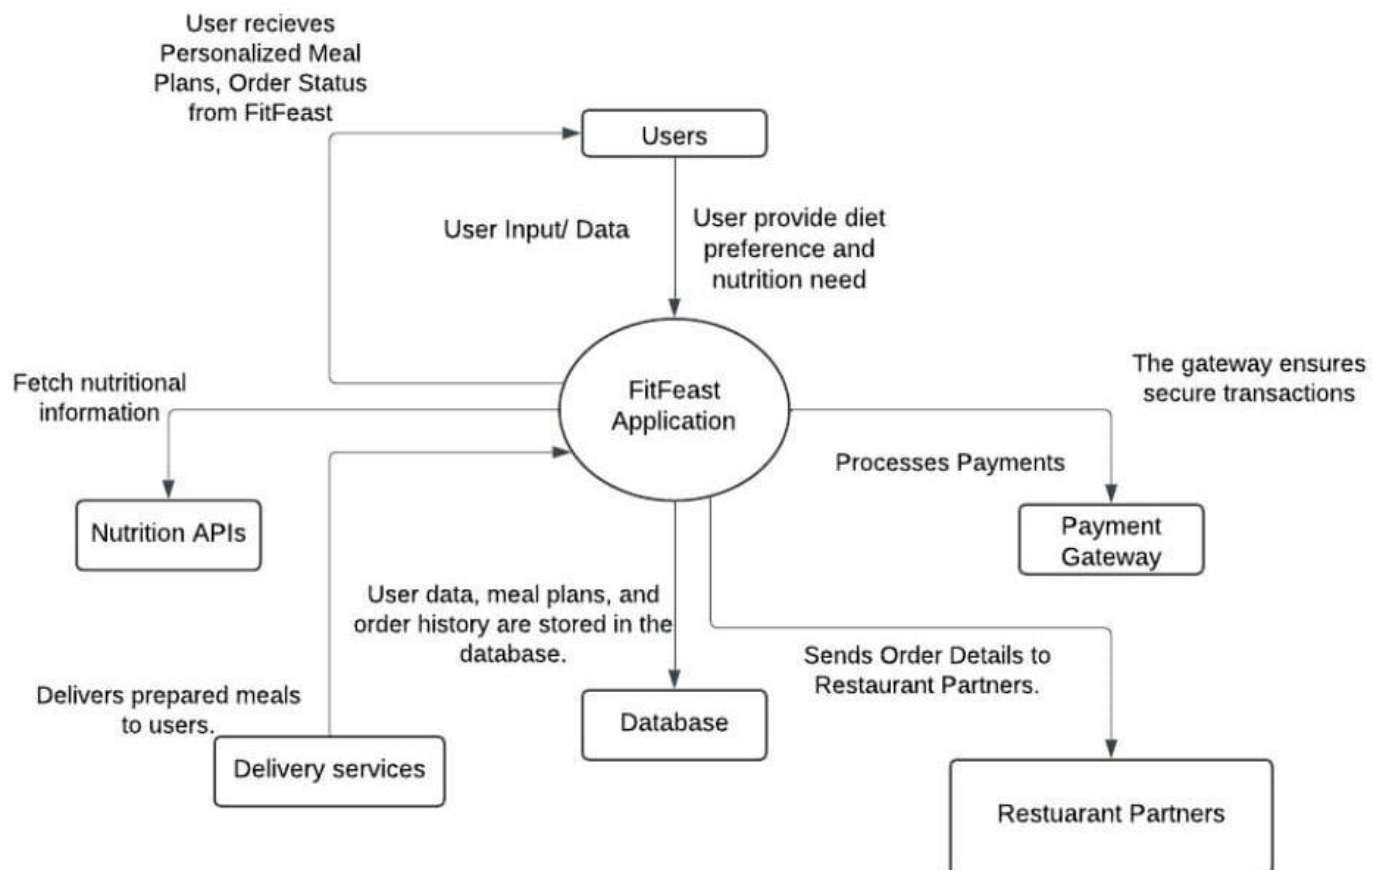 User recieves
Personalized Meal
Plans, Order Status
from FitFeast
Users
User Input/ Data
User provide diet
preference and
nutrition need
Fetch nutritional
information
FitFeast
Application
The gateway ensures
secure transactions
Processes Payments
Nutrition APIs
Payment
Gateway
User data, meal plans, and
order history are stored in the
database.
Sends Order Details to
Restaurant Partners.
Delivers prepared meals
to users.
Database
Delivery services
Restuarant Partners